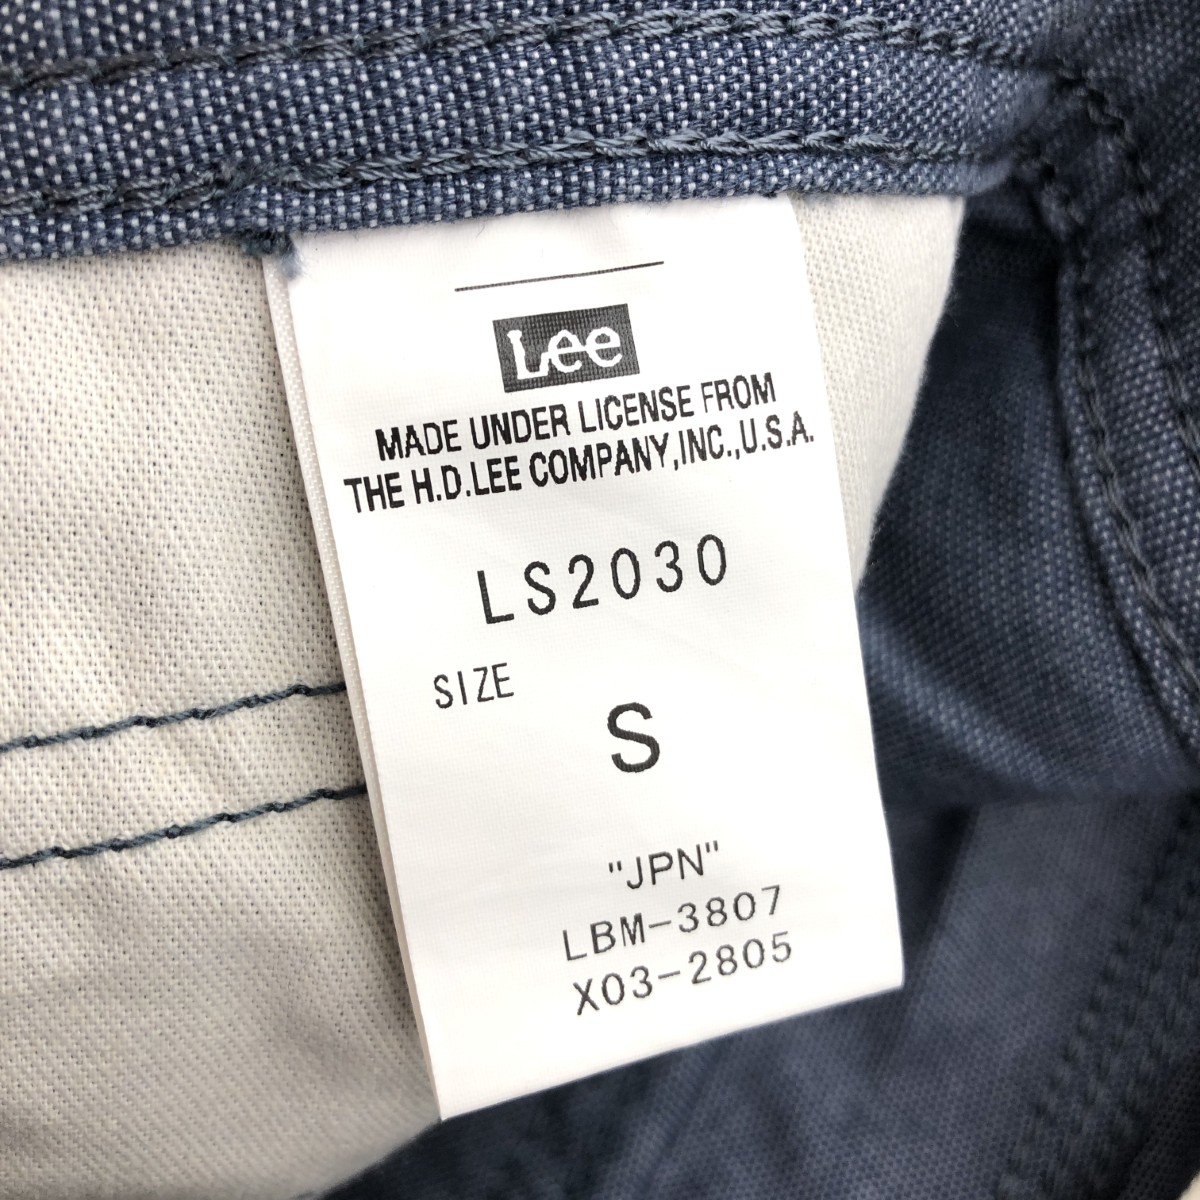 Lee
MADE UNDER LICENSE FROM
THE H.D.LEE COMPANY,INC.,U.S.A.
LS2030
SIZE
S
"JPN"
LBM-3807
X03-2805